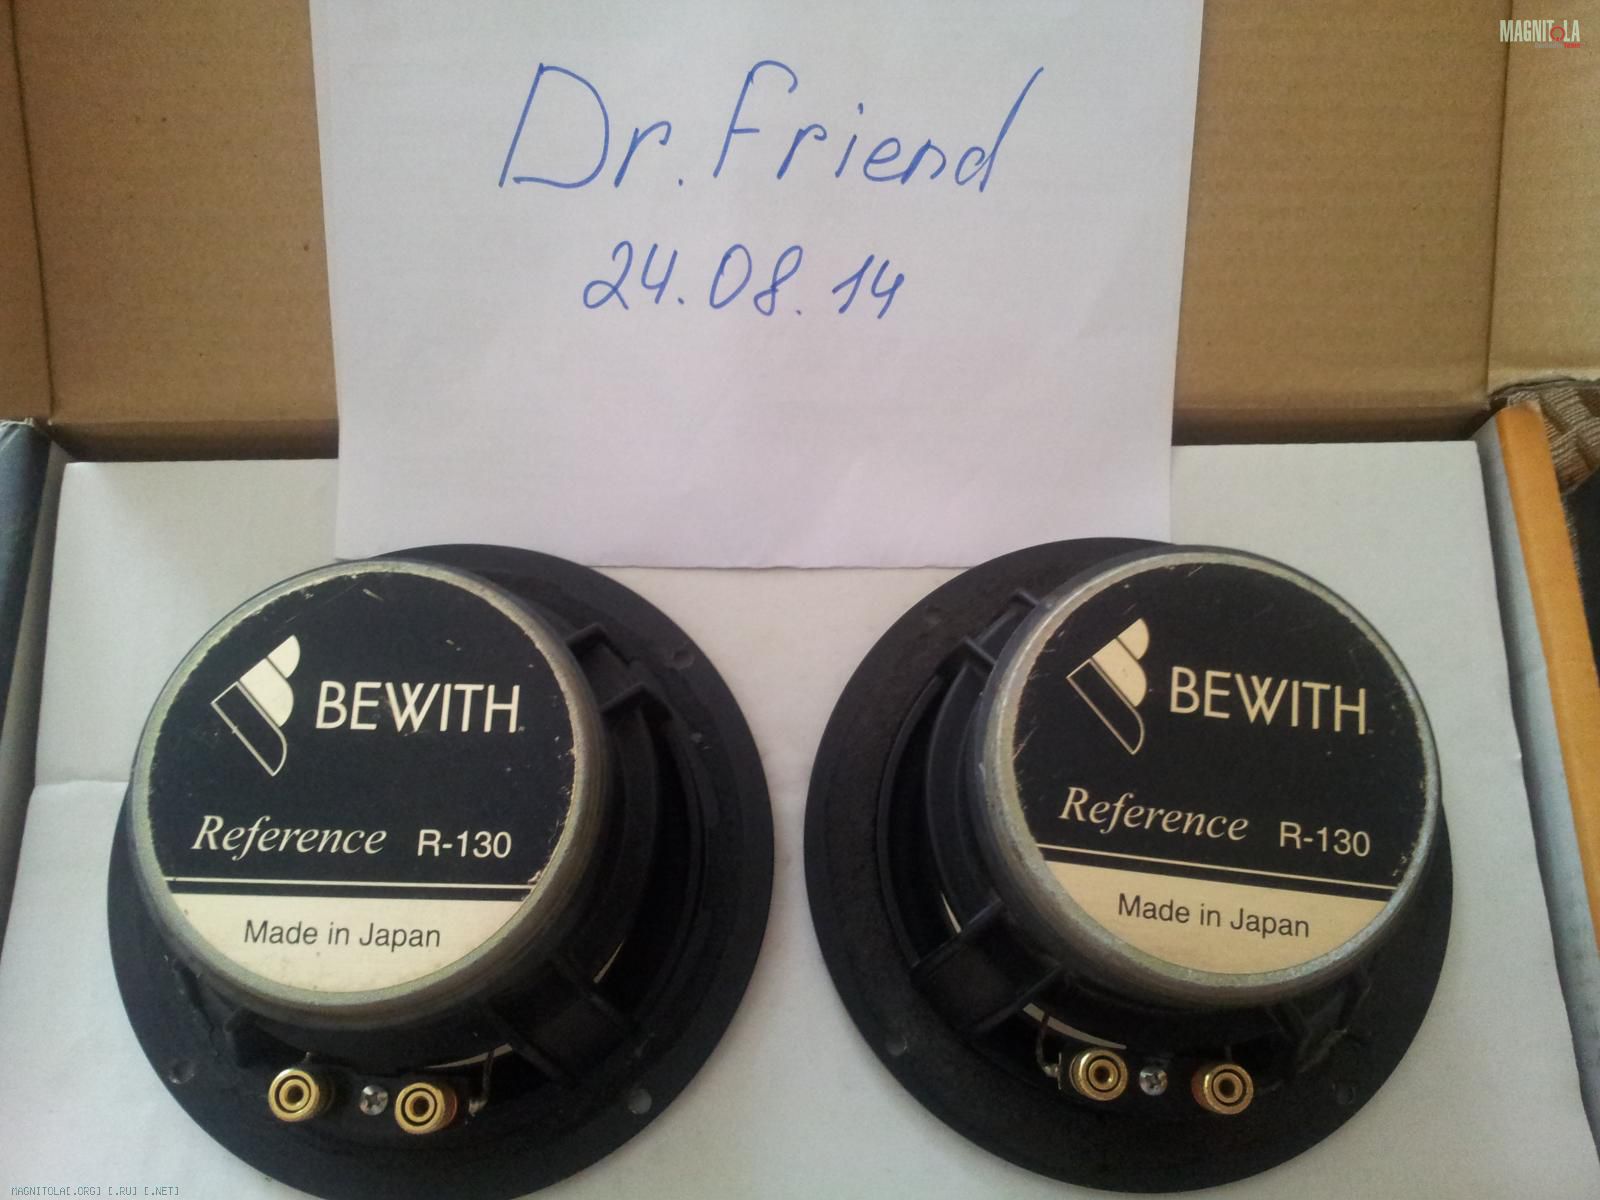 MAGNITOLA
Dr. Friend
24.08.14
BEWITH
Reference R-130
Made in Japan
BEWITH
Reference R-130
Made in Japan
MAGNITOLA[.ORG] [.RU] [.NET]